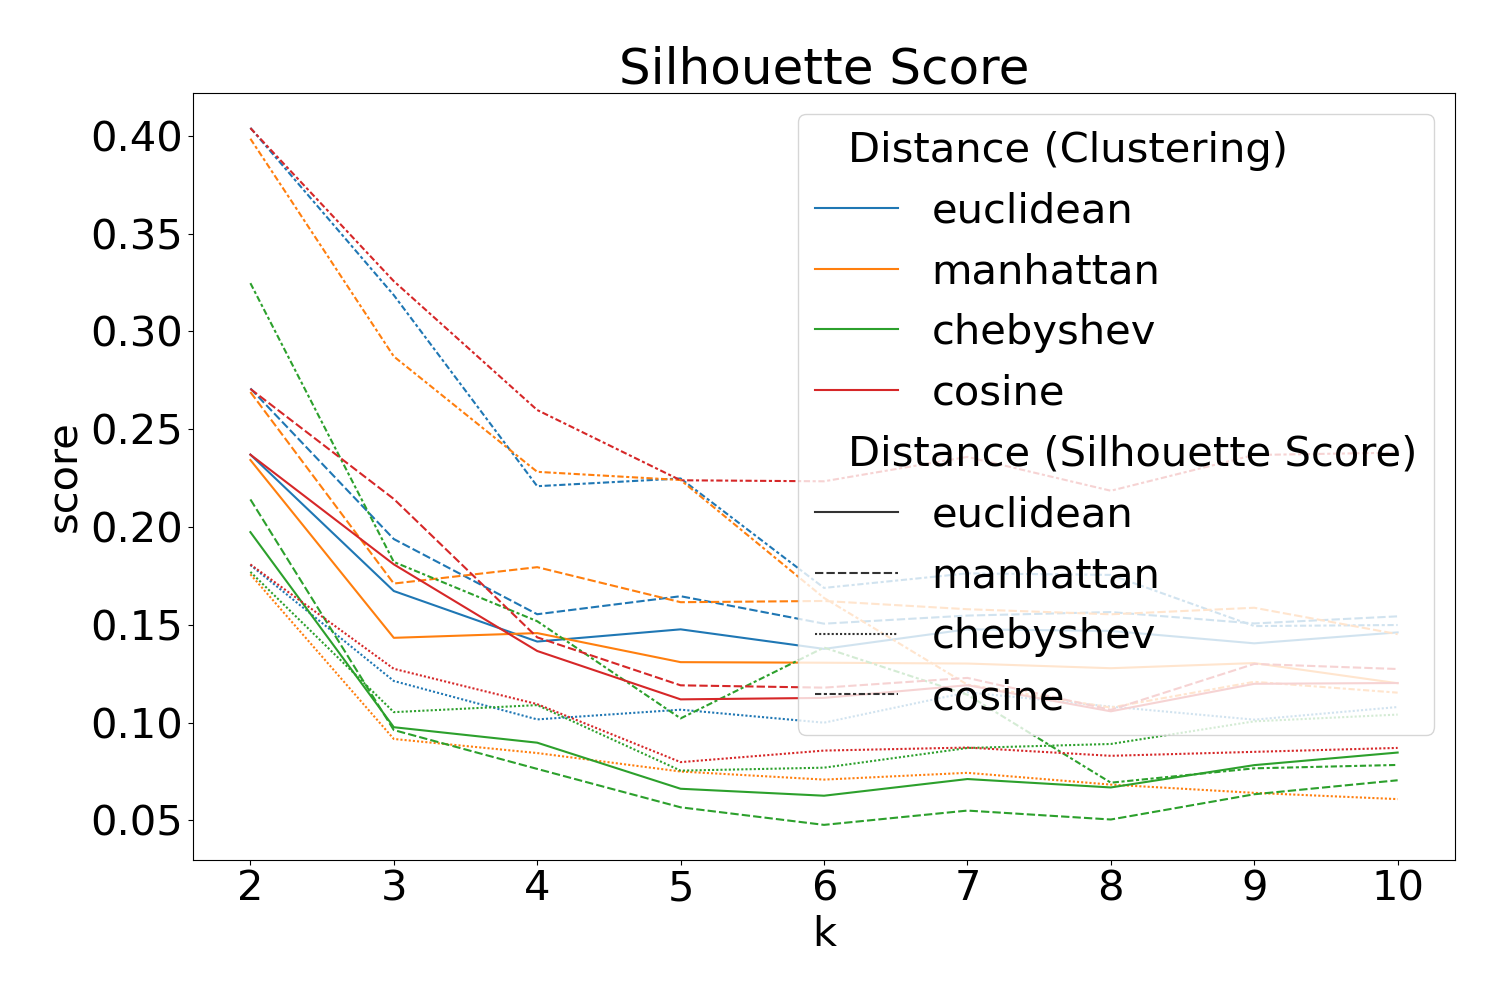 Silhouette Score
score
0.40
0.35
0.30
0.25
0.20
0.15
0.10
0.05
Distance (Clustering)
euclidean
manhattan
chebyshev
cosine
Distance (Silhouette Score)
euclidean
manhattan
chebyshev
cosine
2 3 4 5 6 7 8 9 10
k